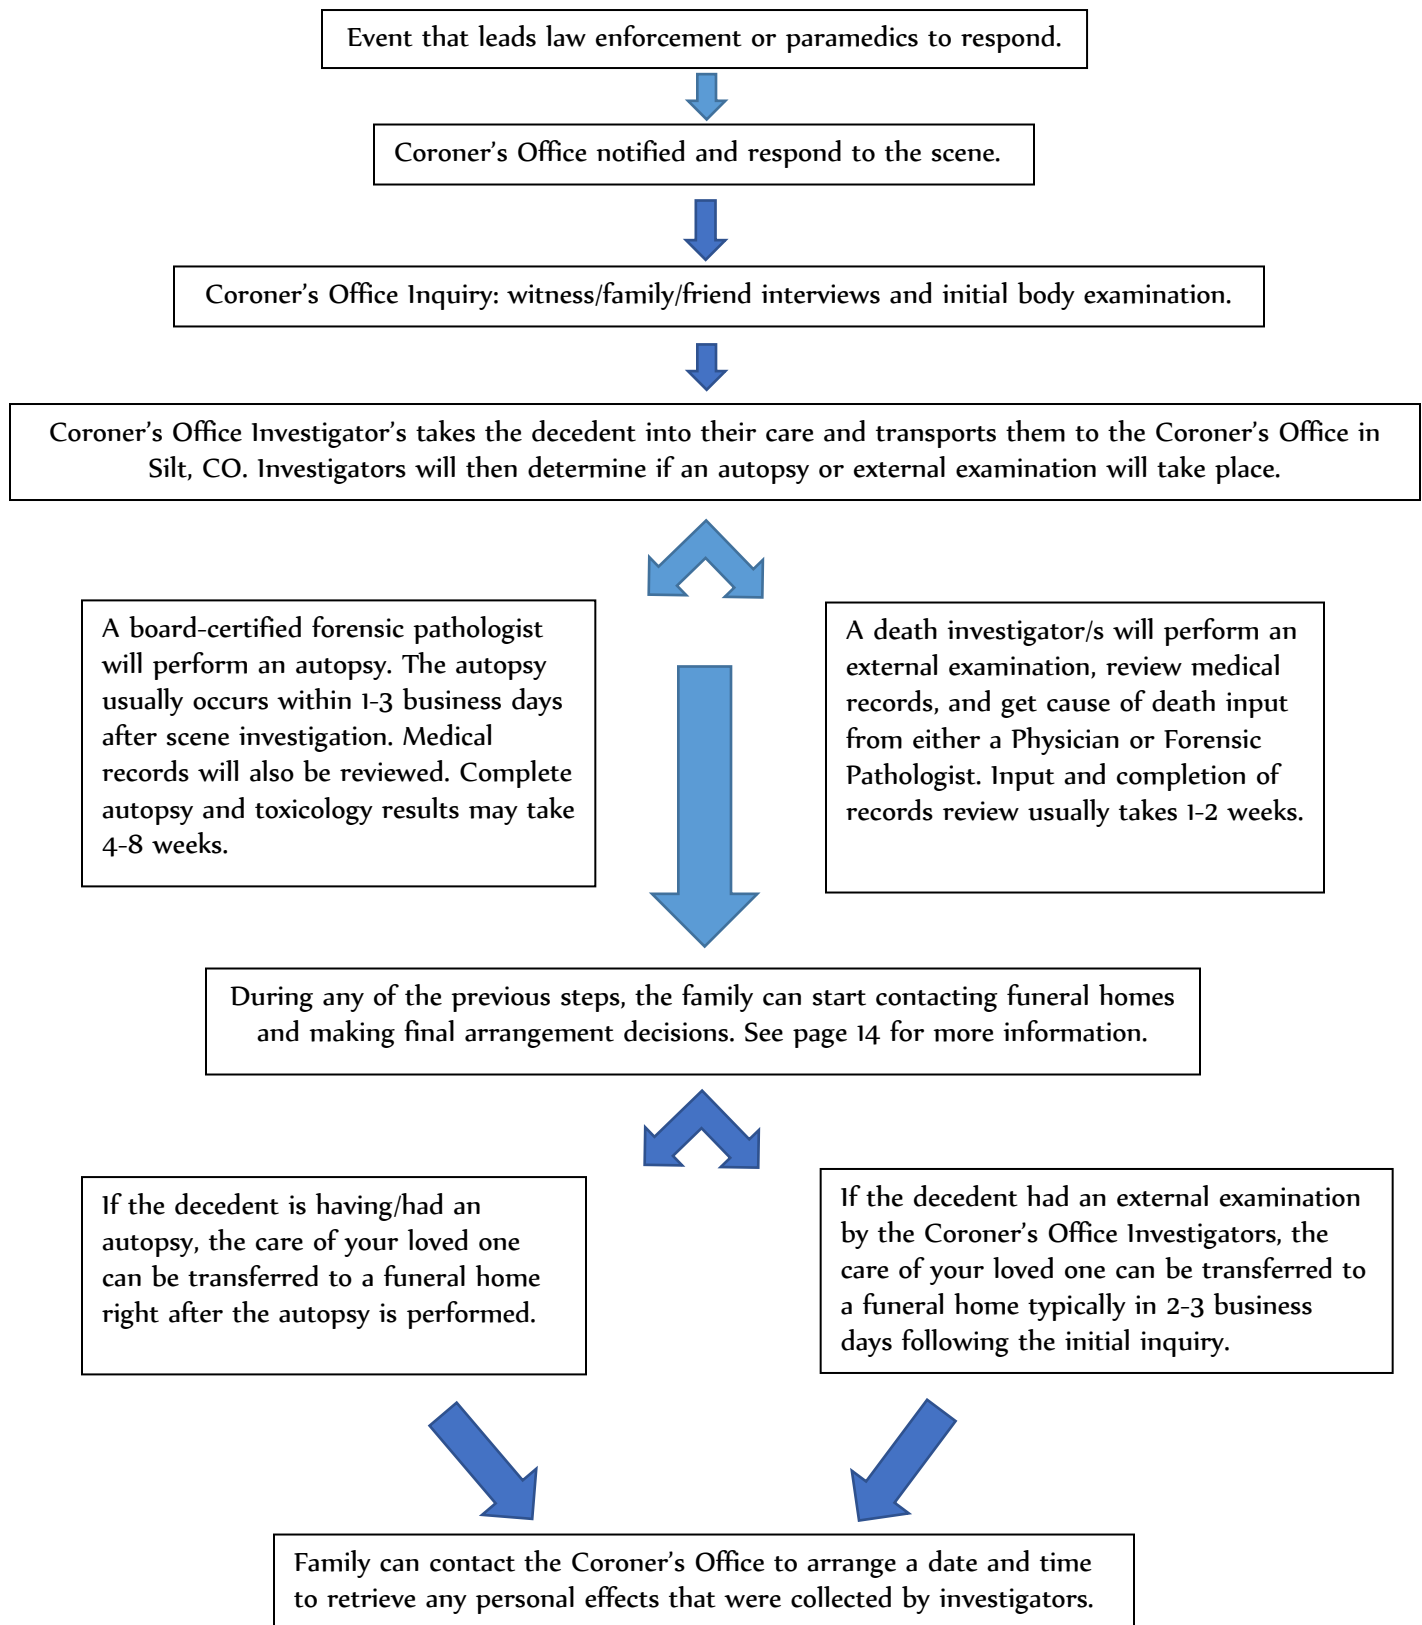 Event that leads law enforcement or paramedics to respond.
Coroner's Office notified and respond to the scene.
Coroner's Office Inquiry: witness/family/friend interviews and initial body examination.
Coroner's Office Investigator's takes the decedent into their care and transports them to the Coroner's Office in
Silt, CO. Investigators will then determine if an autopsy or external examination will take place.
A board-certified forensic pathologist
will perform an autopsy. The autopsy
usually occurs within 1-3 business days
after scene investigation. Medical
records will also be reviewed. Complete
autopsy and toxicology results may take
4-8 weeks.
A death investigator/s will perform an
external examination, review medical
records, and get cause of death input
from either a Physician or Forensic
Pathologist. Input and completion of
records review usually takes 1-2 weeks.
During any of the previous steps, the family can start contacting funeral homes
and making final arrangement decisions. See page 14 for more information.
If the decedent is having/had an
autopsy, the care of your loved one
can be transferred to a funeral home
right after the autopsy is performed.
If the decedent had an external examination
by the Coroner's Office Investigators, the
care of your loved one can be transferred to
a funeral home typically in 2-3 business
days following the initial inquiry.
Family can contact the Coroner's Office to arrange a date and time
to retrieve any personal effects that were collected by investigators.